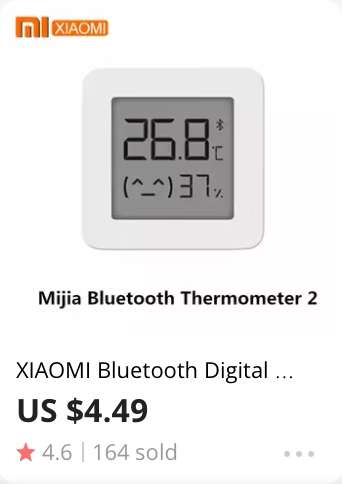 mi XIAOMI
26.8 °C
(^_^) 37 %
Mijia Bluetooth Thermometer 2
XIAOMI Bluetooth Digital ...
US $4.49
4.6 | 164 sold